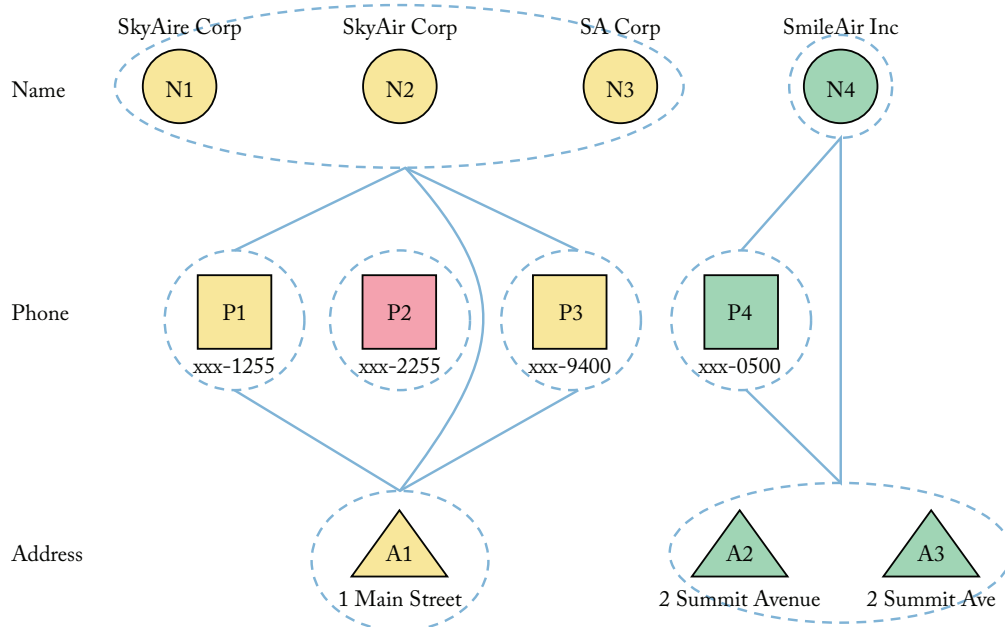 SkyAire Corp SkyAir Corp SA Corp SmileAir Inc
Name N1 N2 N3 N4
Phone P1 P2 P3 P4
xxx-1255 xxx-2255 xxx-9400 xxx-0500
Address A1 A2 A3
1 Main Street 2 Summit Avenue 2 Summit Ave